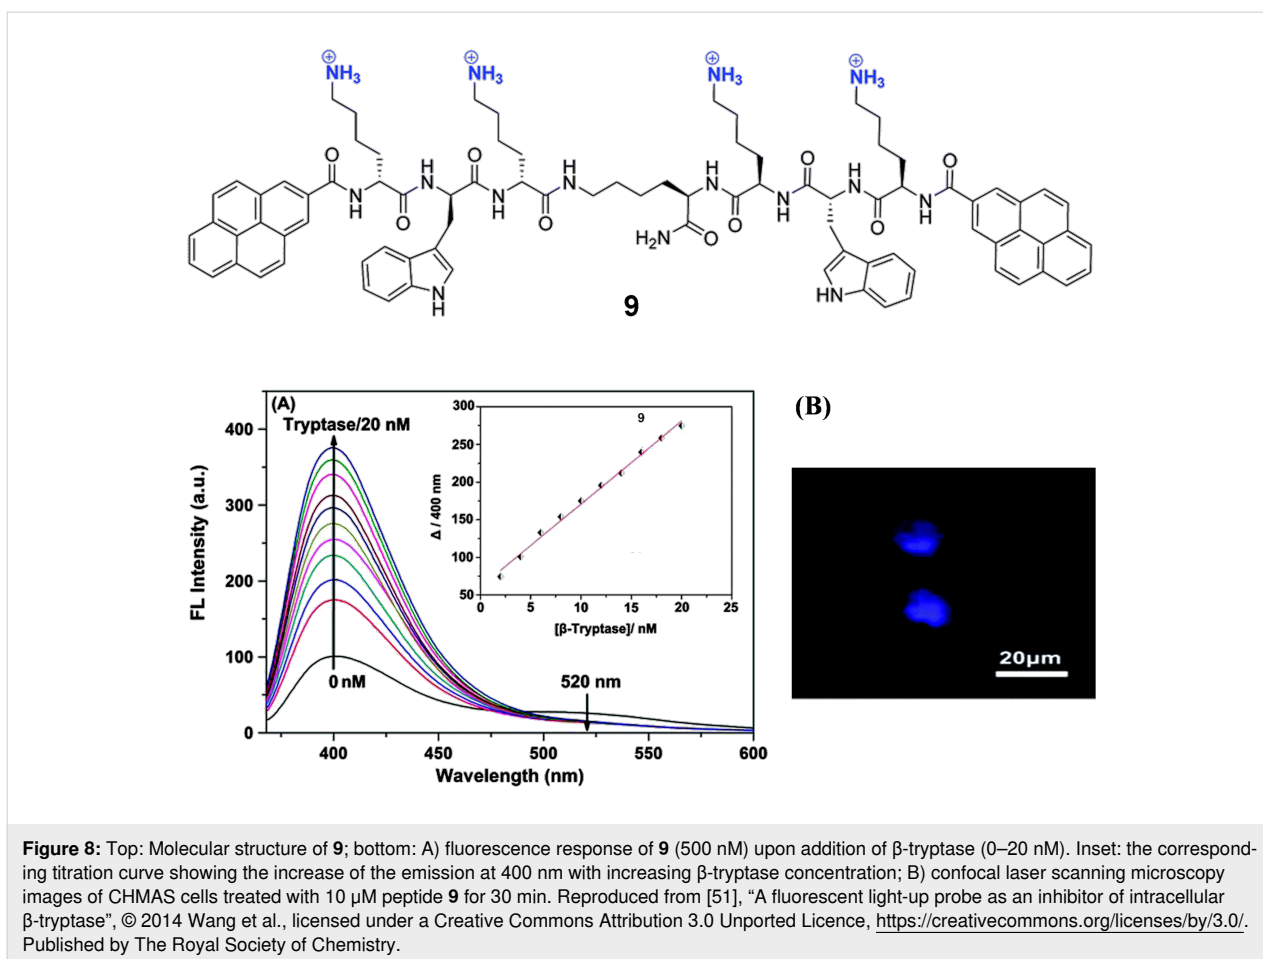 ⊕ ⊕ ⊕ ⊕
NH3 NH3 NH3 NH3
O H O H O H O
N H O N H O H2N O O N H O N H
N H HN
9
(A)
Tryptase/20 nM
0 nM
520 nm
FL Intensity (a.u.)
400
300
200
100
0
400 450 500 550 600
Wavelength (nm)
9
Δ / 400 nm
300
250
200
150
100
50
0 5 10 15 20 25
[β-Tryptase]/ nM
(B)
20μm
Figure 8: Top: Molecular structure of 9; bottom: A) fluorescence response of 9 (500 nM) upon addition of β-tryptase (0–20 nM). Inset: the correspond-
ing titration curve showing the increase of the emission at 400 nm with increasing β-tryptase concentration; B) confocal laser scanning microscopy
images of CHMAS cells treated with 10 μM peptide 9 for 30 min. Reproduced from [51], “A fluorescent light-up probe as an inhibitor of intracellular
β-tryptase”, © 2014 Wang et al., licensed under a Creative Commons Attribution 3.0 Unported Licence, https://creativecommons.org/licenses/by/3.0/.
Published by The Royal Society of Chemistry.